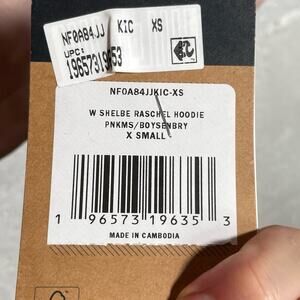 NF0A84JJ KIC XS
UPC:
196573196353
NF0A84JJKIC-XS
W SHELBE RASCHEL HOODIE
PNKMS/BOYSENBRY
X SMALL
1 96573 19635 3
MADE IN CAMBODIA